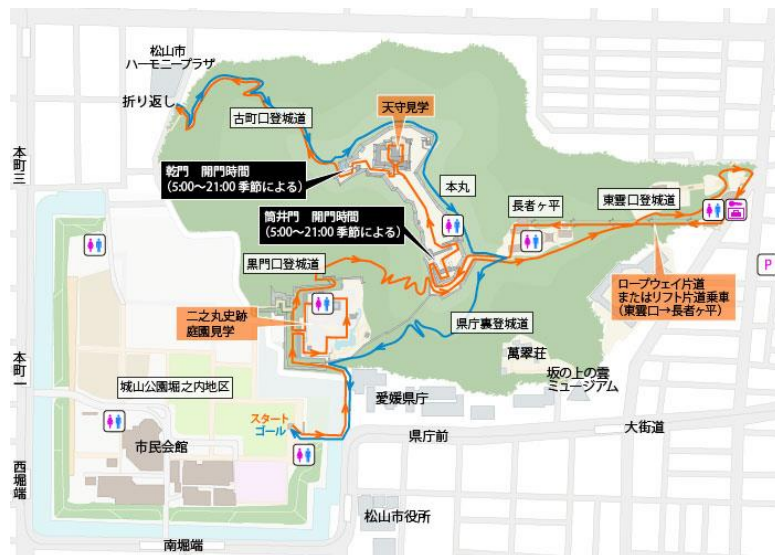 松山市
ハーモニープラザ
折り返し
古町口登城道
天守見学
乾門 開門時間
(5:00〜21:00 季節による)
本丸
筒井門 開門時間
(5:00〜21:00 季節による)
長者ヶ平
東雲口登城道
本町三
黒門口登城道
ロープウェイ片道
またはリフト片道乗車
(東雲口→長者ヶ平)
P
二之丸史跡
庭園見学
県庁裏登城道
萬翠荘
坂の上の雲
ミュージアム
本町一
城山公園堀之内地区
愛媛県庁
スタート
ゴール
県庁前
大街道
市民会館
西堀端
松山市役所
南堀端